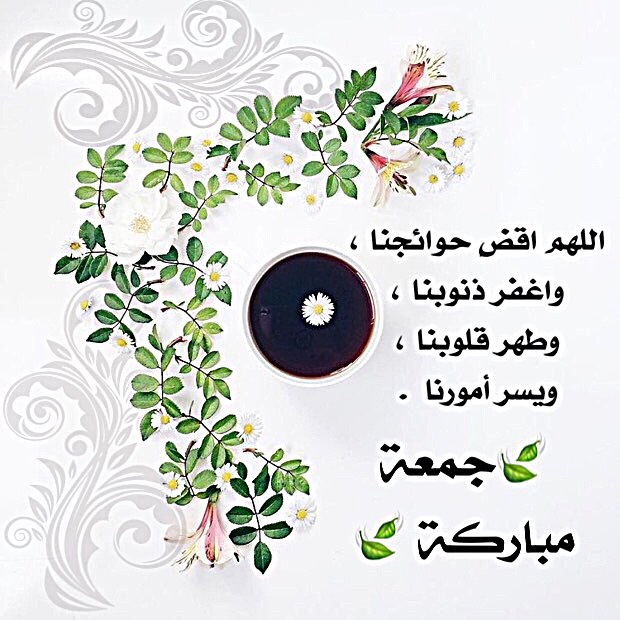 اللهم اقض حوائجنا ،
واغفر ذنوبنا ،
وطهر قلوبنا ،
ويسر أمورنا .
جمعة
مباركة